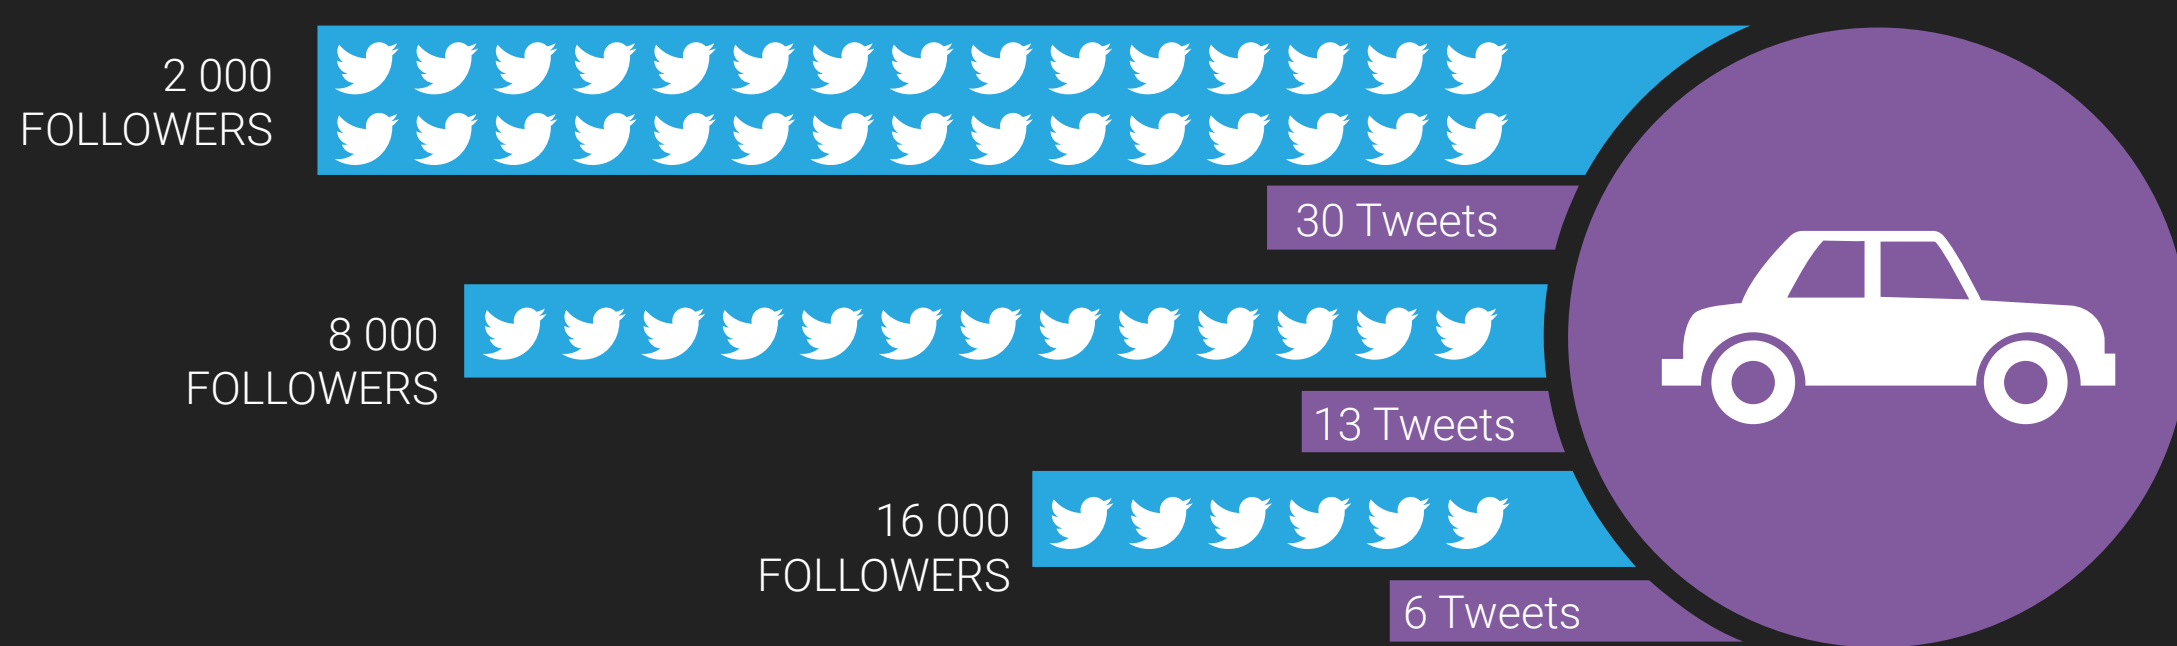 2 000
FOLLOWERS
30 Tweets
8 000
FOLLOWERS
13 Tweets
16 000
FOLLOWERS
6 Tweets